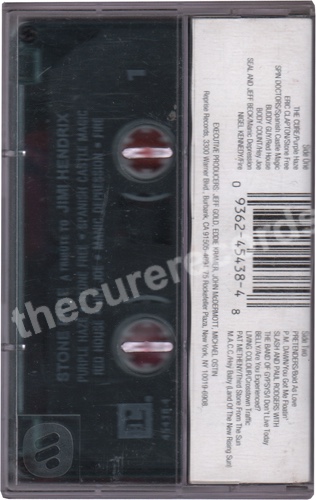 Side One
THE CURE/Purple Haze
ERIC CLAPTON/Stone Free
SPIN DOCTORS/Spanish Castle Magic
BUDDY GUY/Red House
BODY COUNT/Hey Joe
SEAL AND JEFF BECK/Manic Depression
NIGEL KENNEDY/Fire
Side Two
PRETENDERS/Bold As Love
P.M. DAWN/You Got Me Floatin'
SLASH AND PAUL RODGERS WITH
THE BAND OF GYPSYS/I Don't Live Today
BELLY/Are You Experienced?
LIVING COLOUR/Crosstown Traffic
PAT METHENY/Third Stone From The Sun
M.A.C.C./Hey Baby (Land Of The New Rising Sun)
0 93624-5438-4 8
EXECUTIVE PRODUCERS: JEFF GOLD, EDDIE KRAMER, JOHN McDERMOTT, MICHAEL OSTIN
Reprise Records, 3300 Warner Blvd., Burbank, CA 91505-4694 75 Rockefeller Plaza, New York, NY 10019-6908.
1
STONE FREE A Tribute to JIMI HENDRIX
thecurerecords